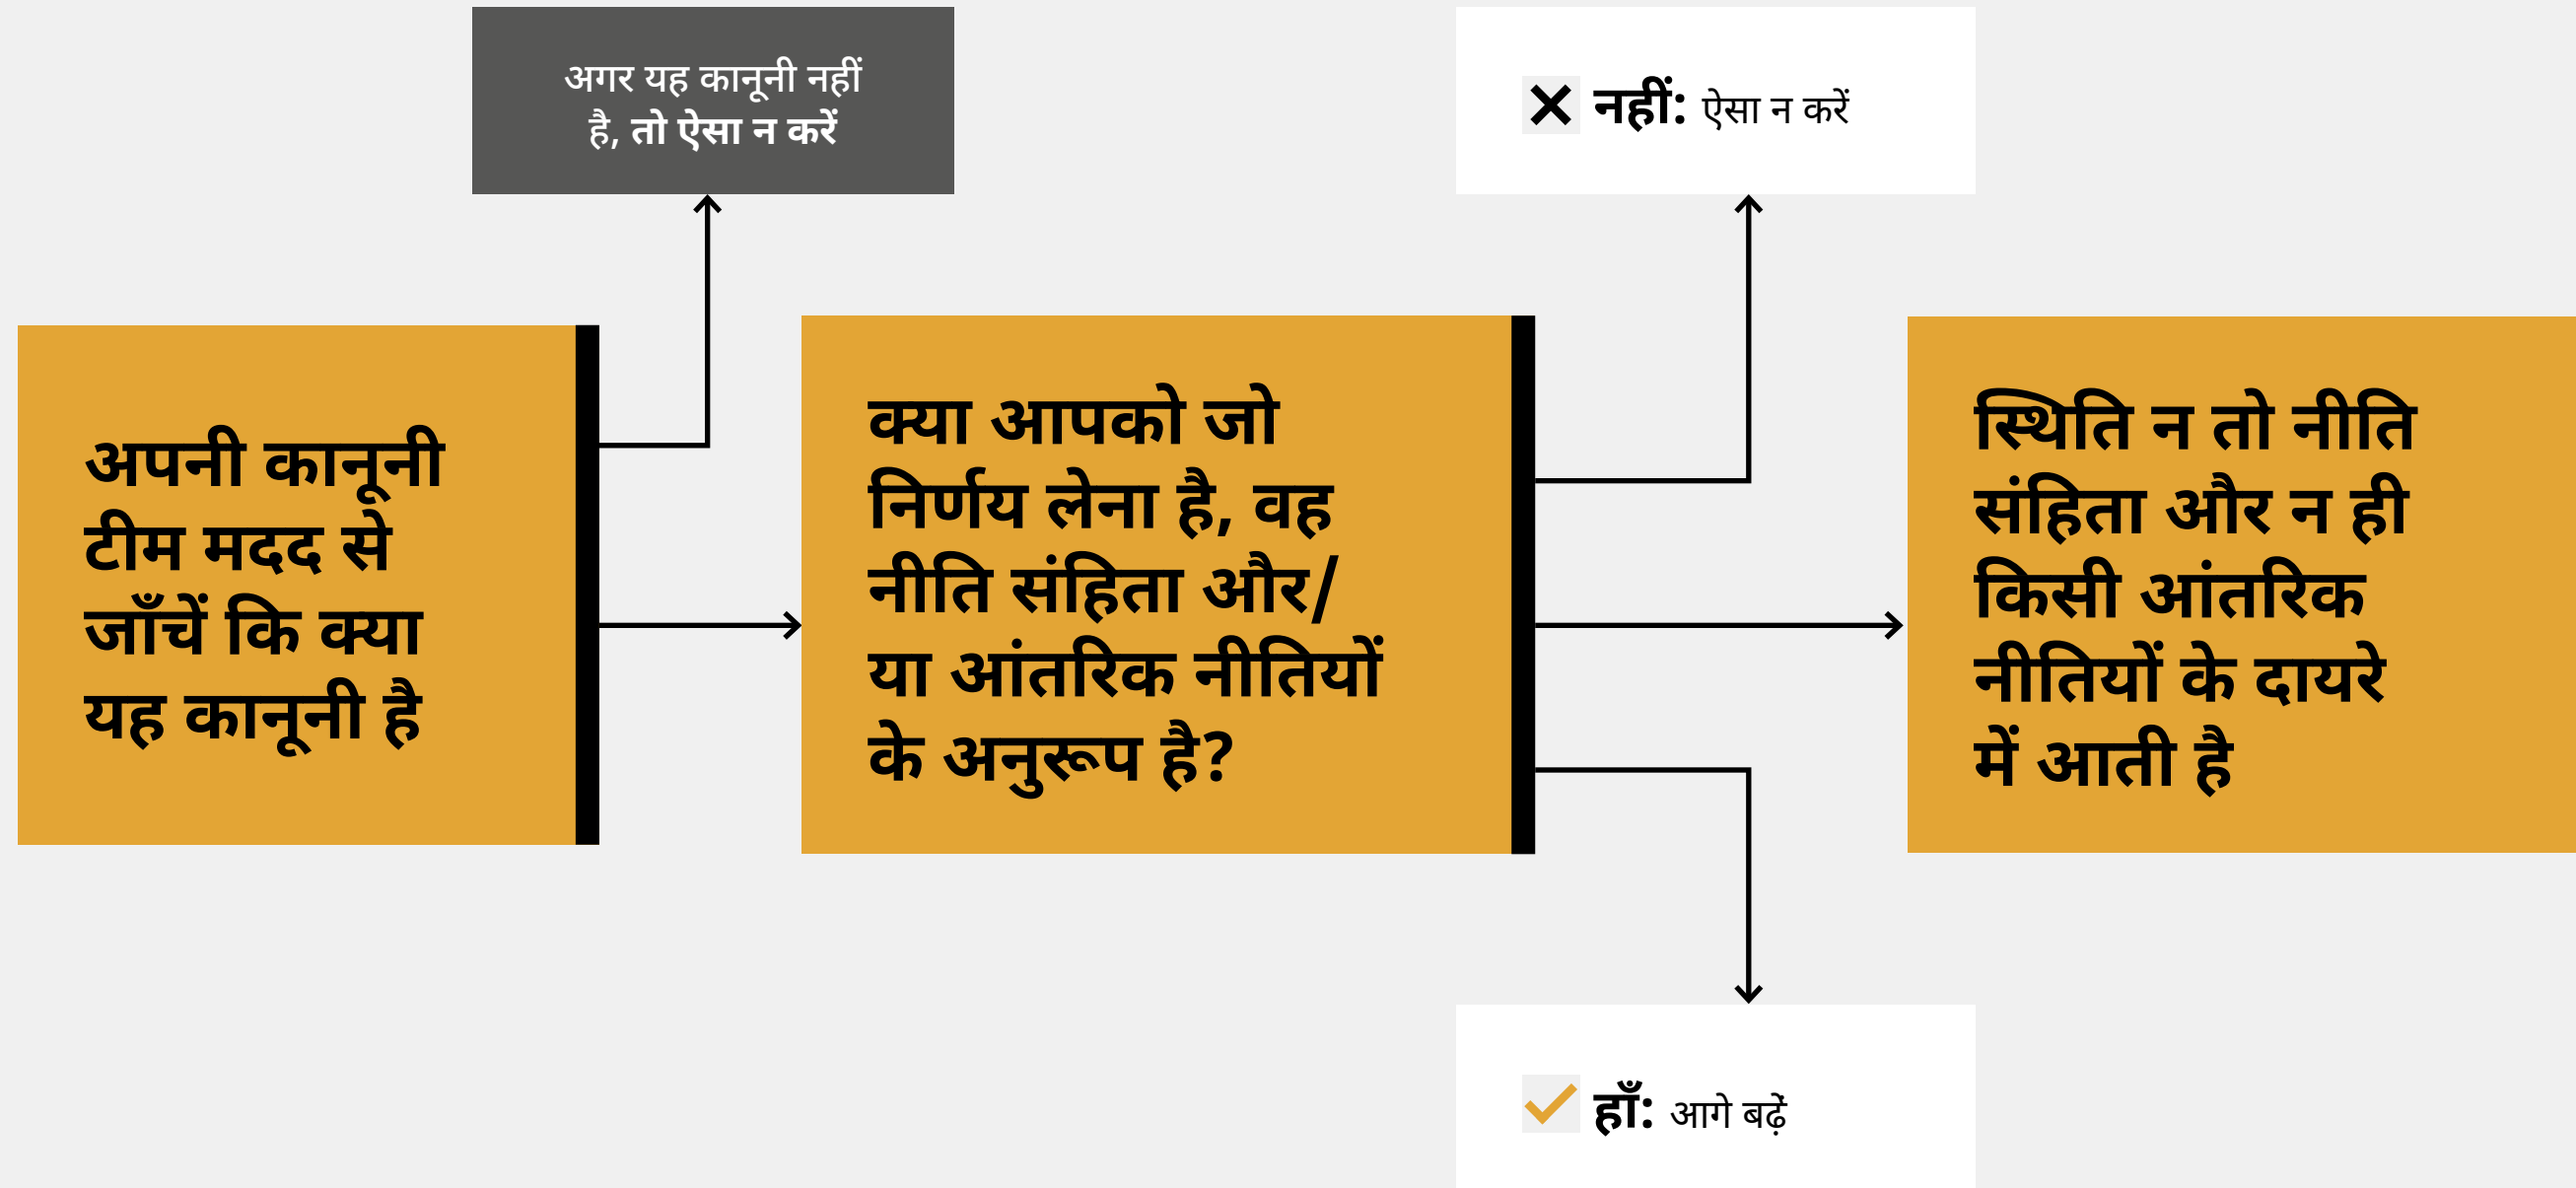 अगर यह कानूनी नहीं
है, तो ऐसा न करें
नहीं: ऐसा न करें
अपनी कानूनी
टीम मदद से
जाँचें कि क्या
यह कानूनी है
क्या आपको जो
निर्णय लेना है, वह
नीति संहिता और/
या आंतरिक नीतियों
के अनुरूप है?
स्थिति न तो नीति
संहिता और न ही
किसी आंतरिक
नीतियों के दायरे
में आती है
हाँ: आगे बढ़ें